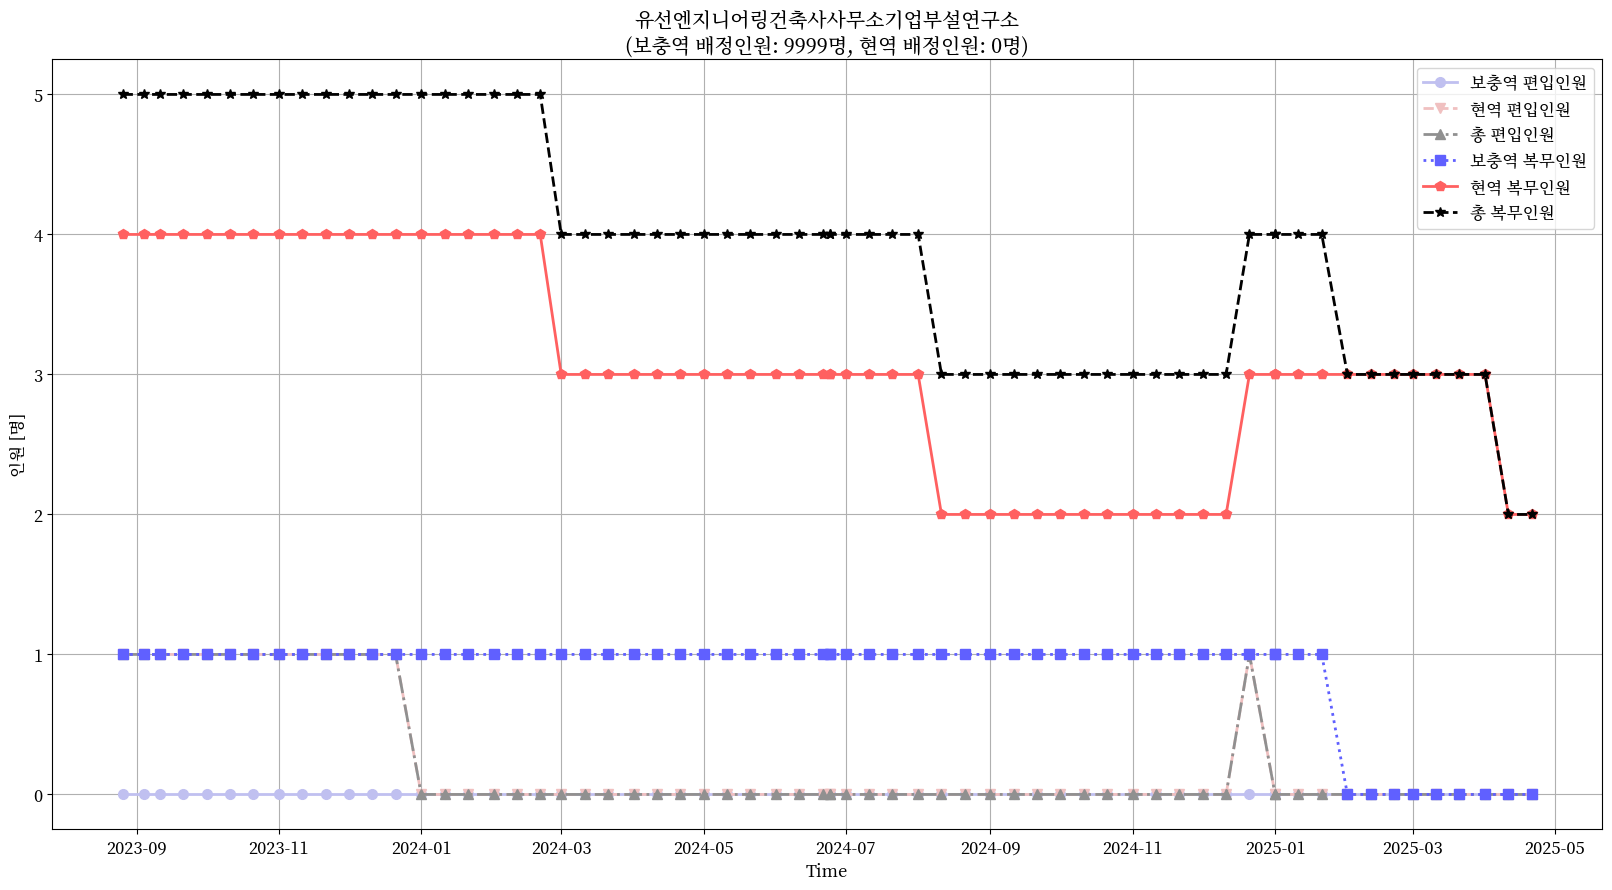 유선엔지니어링건축사사무소기업부설연구소
(보충역 배정인원: 9999명, 현역 배정인원: 0명)
보충역 편입인원
현역 편입인원
총 편입인원
보충역 복무인원
현역 복무인원
총 복무인원
인원 [명]
5
4
3
2
1
0
2023-09
2023-11
2024-01
2024-03
2024-05
2024-07
2024-09
2024-11
2025-01
2025-03
2025-05
Time